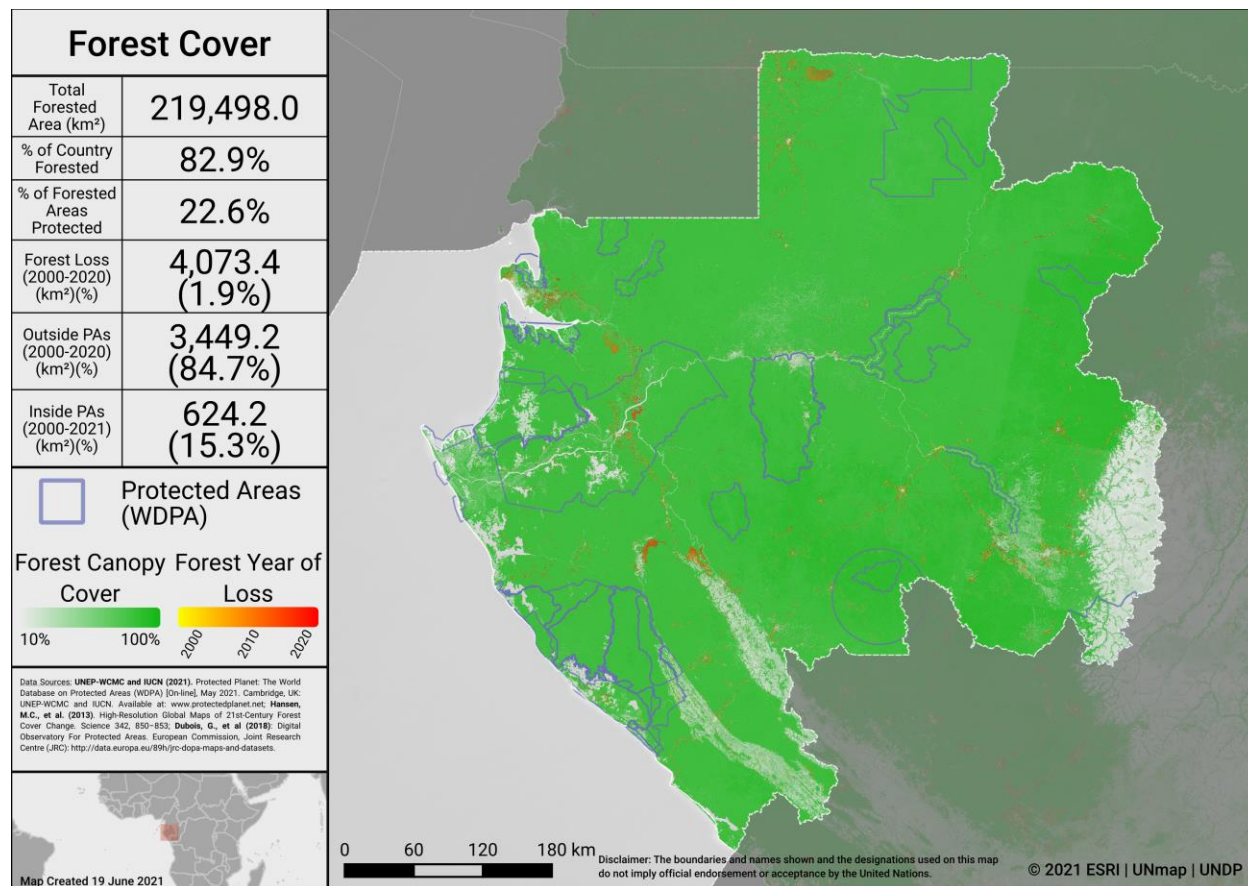 Forest Cover
Total
Forested
Area (km²)
219,498.0
% of Country
Forested
82.9%
% of Forested
Areas
Protected
22.6%
Forest Loss
(2000-2020)
(km²)(%)
4,073.4
(1.9%)
Outside PAs
(2000-2020)
(km²)(%)
3,449.2
(84.7%)
Inside PAs
(2000-2021)
(km²)(%)
624.2
(15.3%)
Protected Areas
(WDPA)
Forest Canopy
Cover
10%
100%
Forest Year of
Loss
2000
2010
2020
Data Sources: UNEP-WCMC and IUCN (2021). Protected Planet: The World
Database on Protected Areas (WDPA) [On-line], May 2021. Cambridge, UK:
UNEP-WCMC and IUCN. Available at: www.protectedplanet.net; Hansen,
M.C., et al. (2013). High-Resolution Global Maps of 21st-Century Forest
Cover Change. Science 342, 850–853; Dubois, G., et al (2018): Digital
Observatory For Protected Areas. European Commission, Joint Research
Centre (JRC): http://data.europa.eu/89h/jrc-dopa-maps-and-datasets.
Map Created 19 June 2021
0 60 120 180 km
Disclaimer: The boundaries and names shown and the designations used on this map
do not imply official endorsement or acceptance by the United Nations.
© 2021 ESRI | UNmap | UNDP